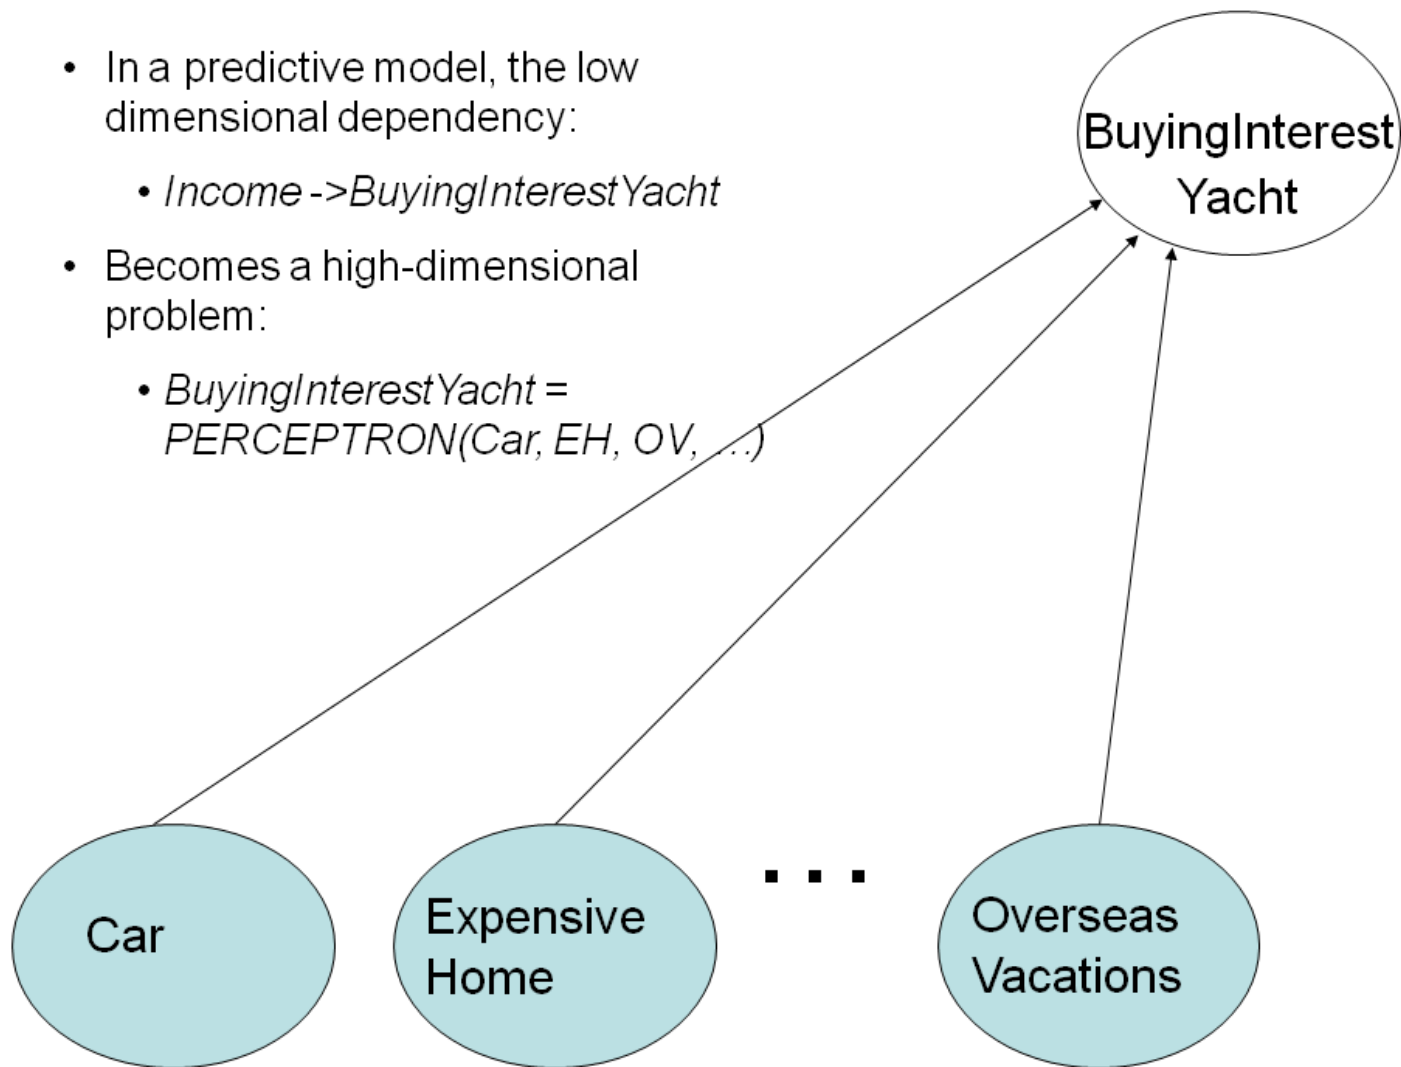 • In a predictive model, the low
dimensional dependency:
• Income ->BuyingInterestYacht
• Becomes a high-dimensional
problem:
• BuyingInterestYacht =
PERCEPTRON(Car, EH, OV, …)
BuyingInterest
Yacht
Car
Expensive
Home
...
Overseas
Vacations